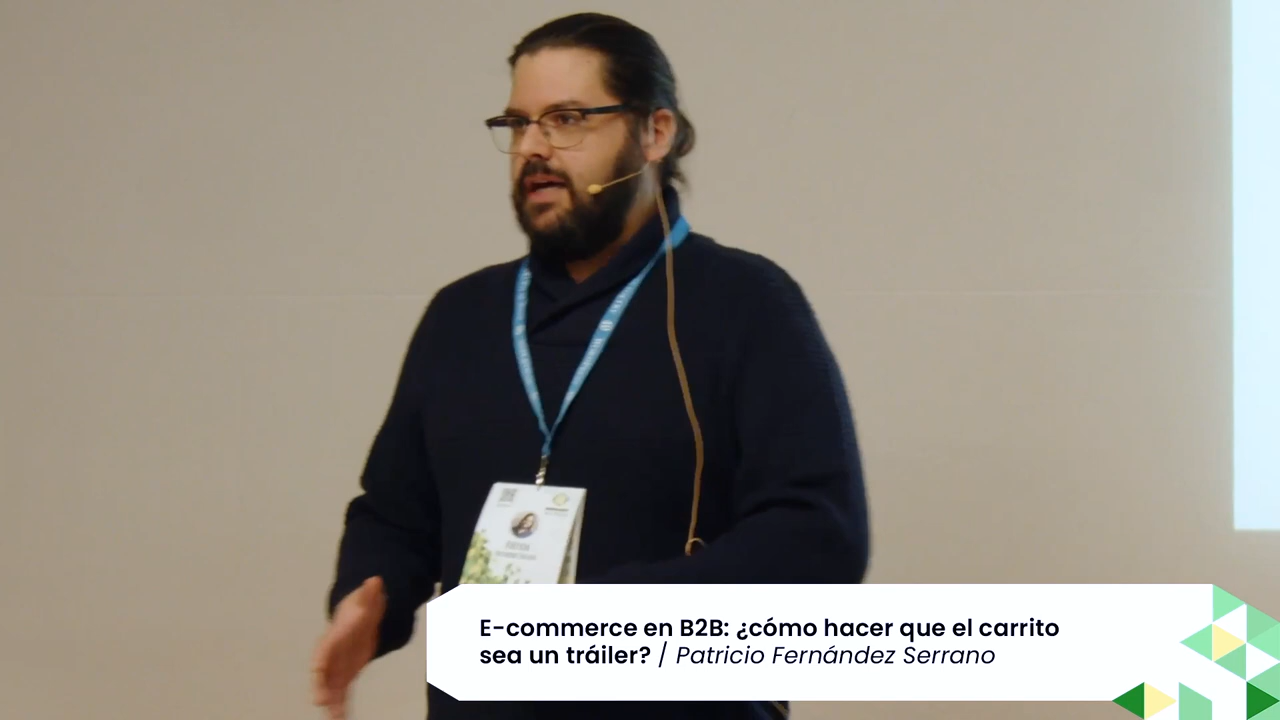 E-commerce en B2B: ¿cómo hacer que el carrito
sea un tráiler? / Patricio Fernández Serrano